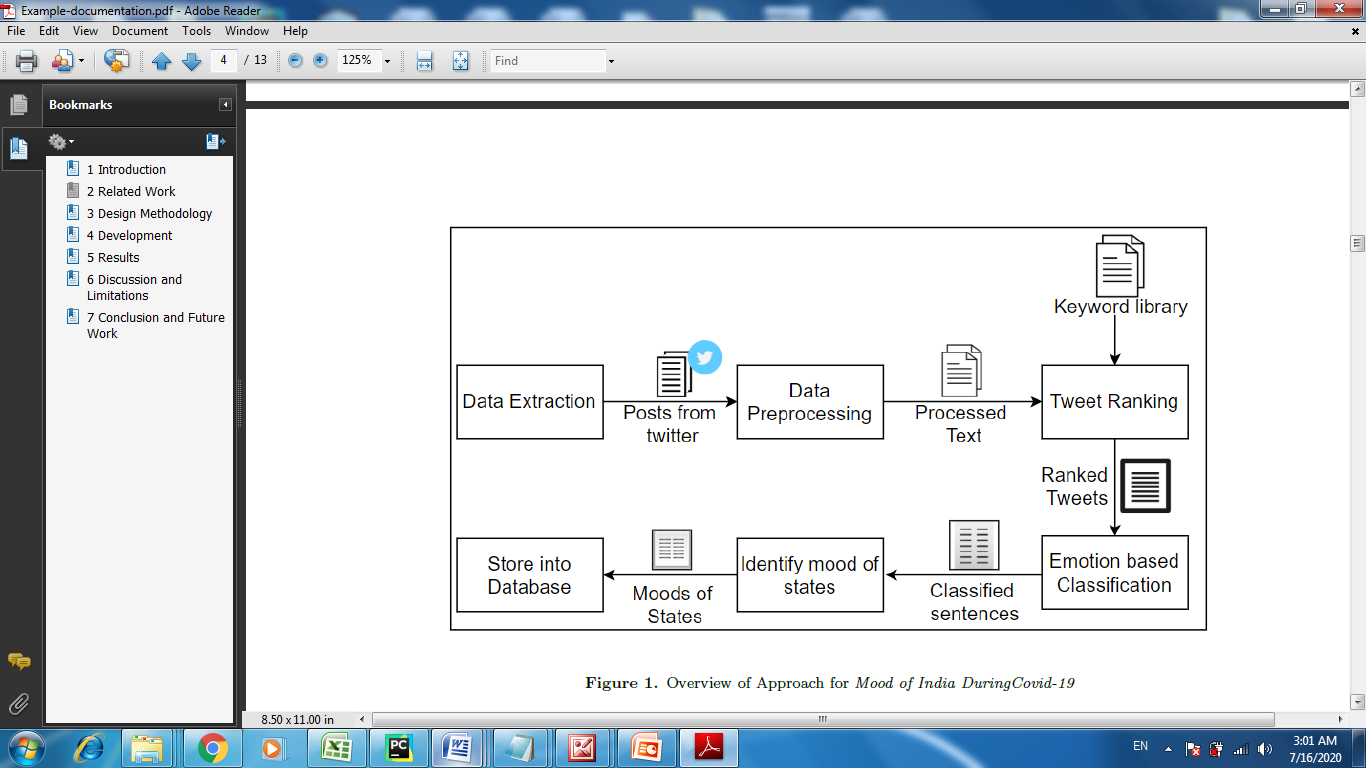 Example-documentation.pdf - Adobe Reader
File Edit View Document Tools Window Help
4 / 13 125% Find
Bookmarks
1 Introduction
2 Related Work
3 Design Methodology
4 Development
5 Results
6 Discussion and
Limitations
7 Conclusion and Future
Work
Keyword library
Data Extraction
Posts from
twitter
Data
Preprocessing
Processed
Text
Tweet Ranking
Ranked
Tweets
Emotion based
Classification
Classified
sentences
Identify mood of
states
Moods of
States
Store into
Database
Figure 1. Overview of Approach for Mood of India DuringCovid-19
8.50 x 11.00 in
PC
EN
3:01 AM
7/16/2020